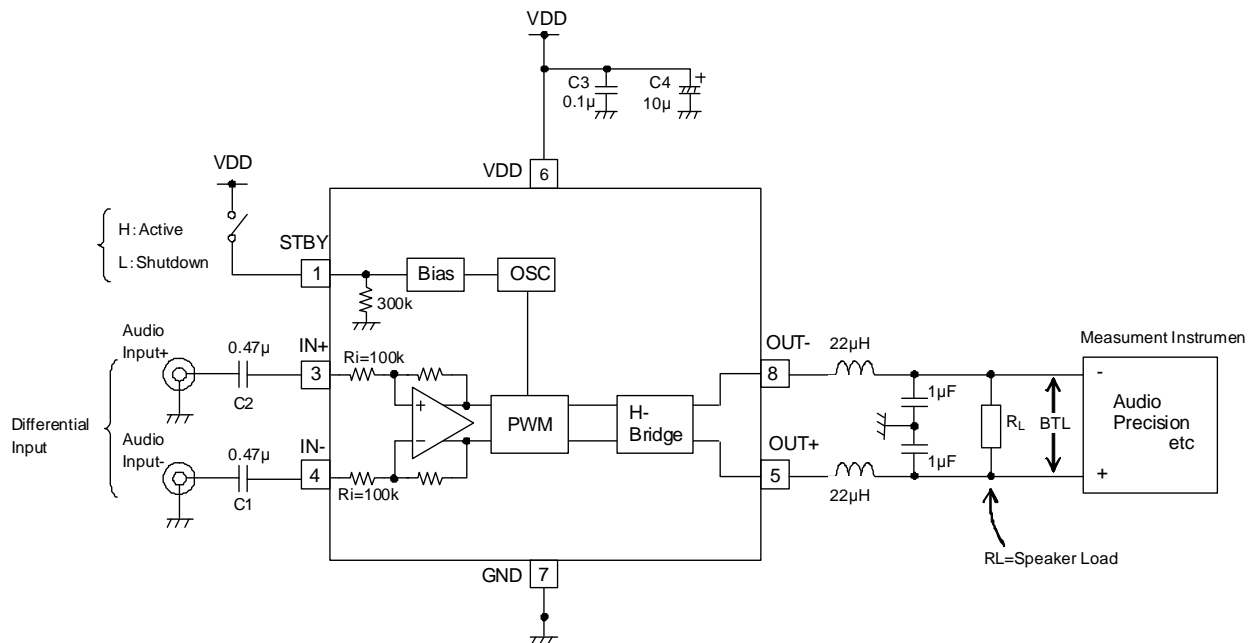 VDD
C3
0.1µ
C4
+
10µ
VDD
6
VDD
H:Active
L:Shutdown
STBY
1
Bias
OSC
300k
Audio
Input+
0.47µ
C2
IN+
3
Ri=100k
Differential
Input
Audio
Input-
0.47µ
C1
IN-
4
Ri=100k
+
−
PWM
H-
Bridge
OUT-
8
22µH
OUT+
5
22µH
1µF
1µF
RL
BTL
Measument Instrumen
-
Audio
Precision
etc
+
RL=Speaker Load
GND
7